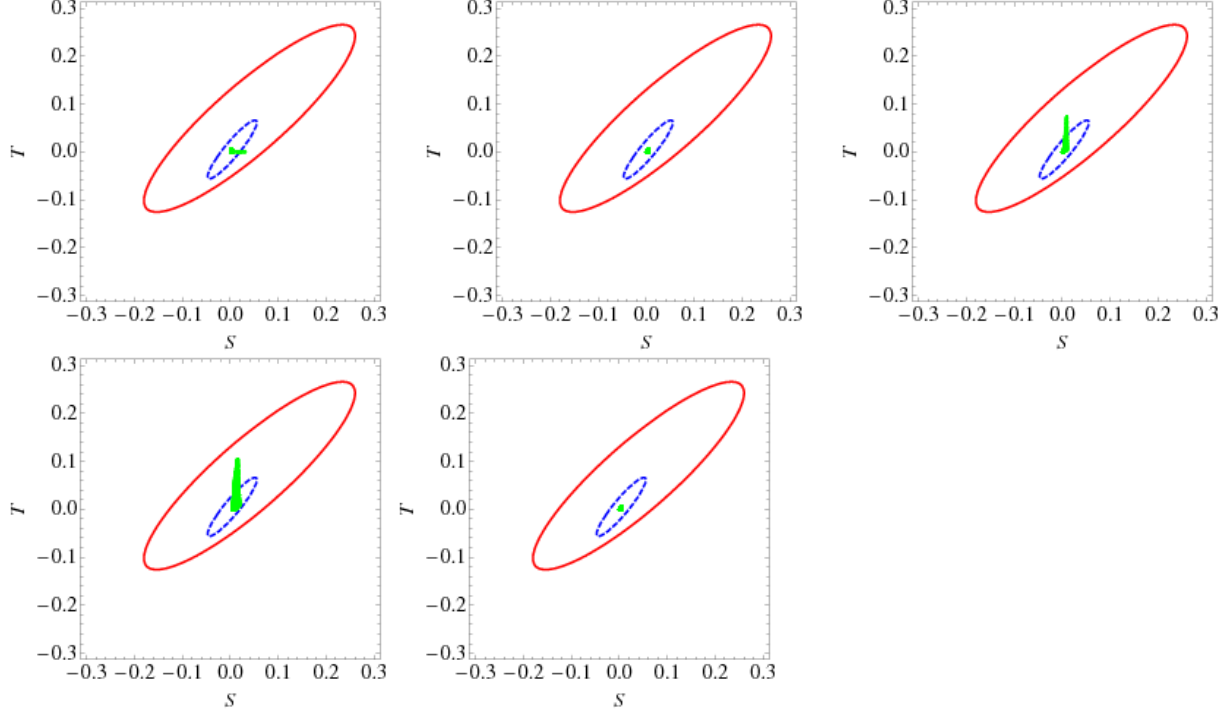 0.3 0.3 0.3
0.2 0.2 0.2
0.1 0.1 0.1
T 0.0 T 0.0 T 0.0
−0.1 −0.1 −0.1
−0.2 −0.2 −0.2
−0.3 −0.3 −0.3
−0.3 −0.2 −0.1 0.0 0.1 0.2 0.3 −0.3 −0.2 −0.1 0.0 0.1 0.2 0.3 −0.3 −0.2 −0.1 0.0 0.1 0.2 0.3
S S S
0.3 0.3
0.2 0.2
0.1 0.1
T 0.0 T 0.0
−0.1 −0.1
−0.2 −0.2
−0.3 −0.3
−0.3 −0.2 −0.1 0.0 0.1 0.2 0.3 −0.3 −0.2 −0.1 0.0 0.1 0.2 0.3
S S